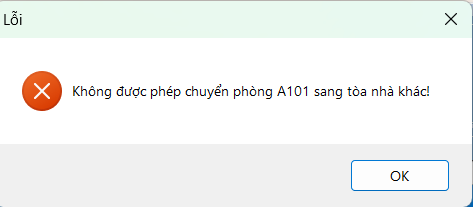 Lỗi
Không được phép chuyển phòng A101 sang tòa nhà khác!
OK